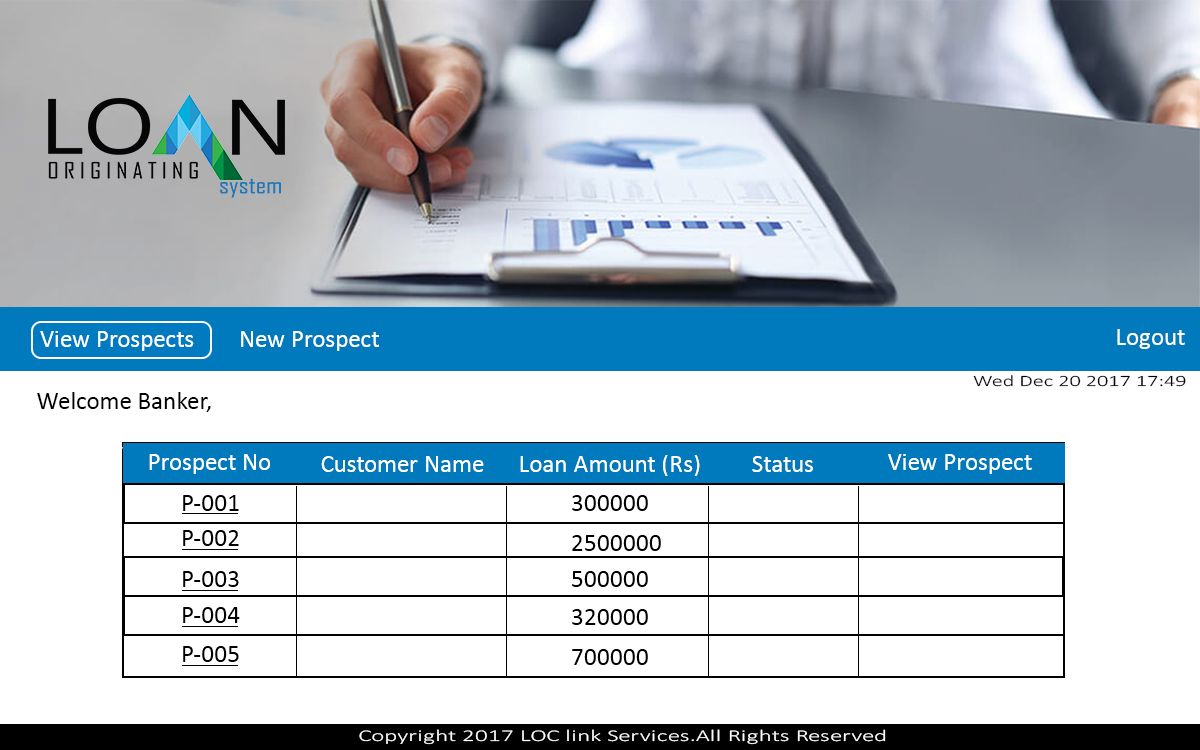 LOAN
ORIGINATING
system
View Prospects New Prospect Logout
Wed Dec 20 2017 17:49
Welcome Banker,
Prospect No Customer Name Loan Amount (Rs) Status View Prospect
P-001 300000
P-002 2500000
P-003 500000
P-004 320000
P-005 700000
Copyright 2017 LOC link Services.All Rights Reserved